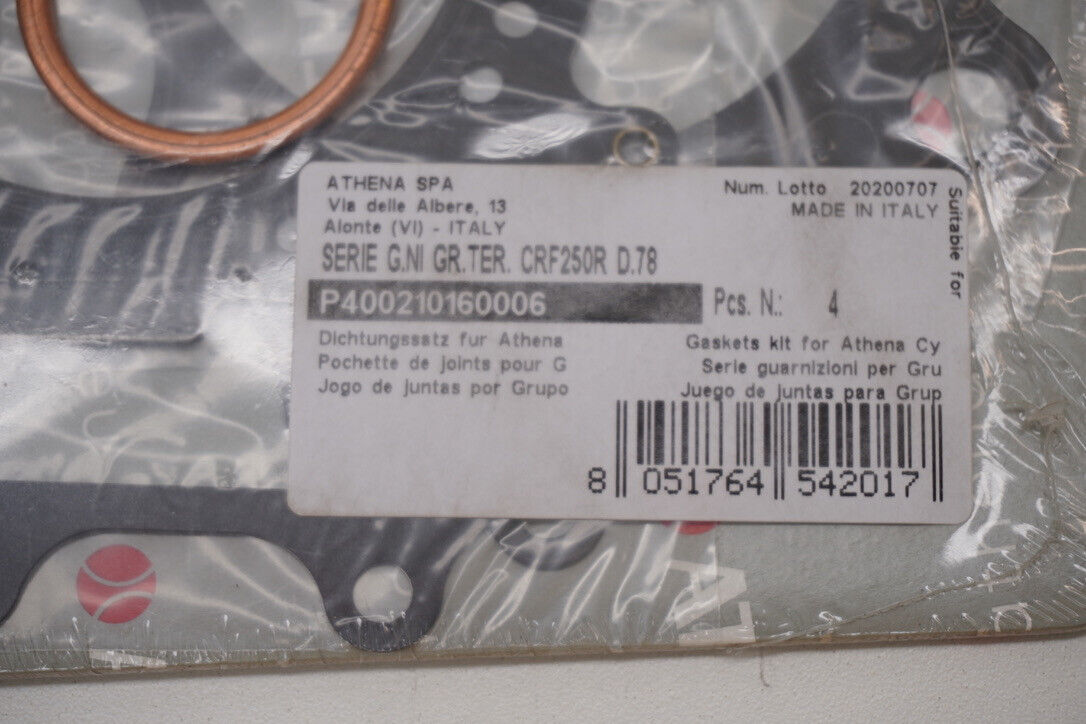 ATHENA SPA
Via delle Albere, 13
Alonte (VI) - ITALY
Num. Lotto 20200707
MADE IN ITALY
Suitable for
SERIE G.NI GR.TER. CRF250R D.78
P400210160006
Pcs. N.: 4
Dichtungssatz fur Athena
Pochette de joints pour G
Jogo de juntas por Grupo
Gaskets kit for Athena Cy
Serie guarnizioni per Gru
Juego de juntas para Grup
8 051764 542017